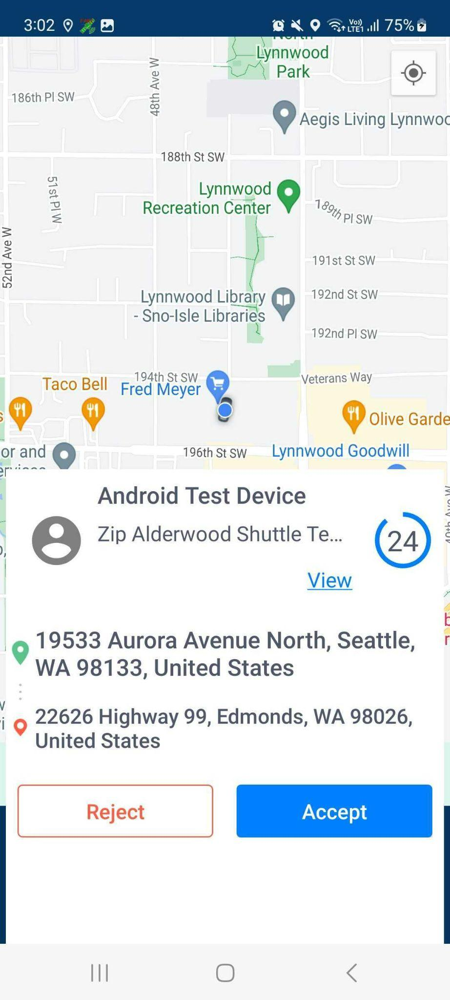 3:02
Vo))
LTE1
75%
North
Lynnwood
Park
186th Pl SW
48th Ave W
Aegis Living Lynnwoo
188th St SW
51st Pl W
Lynnwood
Recreation Center
189th Pl SW
52nd Ave W
191st St SW
Lynnwood Library
- Sno-Isle Libraries
192nd St SW
192nd Pl SW
194th St SW
Veterans Way
Taco Bell
Fred Meyer
s
Olive Garde
or and
196th St SW
Lynnwood Goodwill
40th Ave W
Android Test Device
Zip Alderwood Shuttle Te...
24
View
19533 Aurora Avenue North, Seattle,
WA 98133, United States
22626 Highway 99, Edmonds, WA 98026,
United States
Reject
Accept